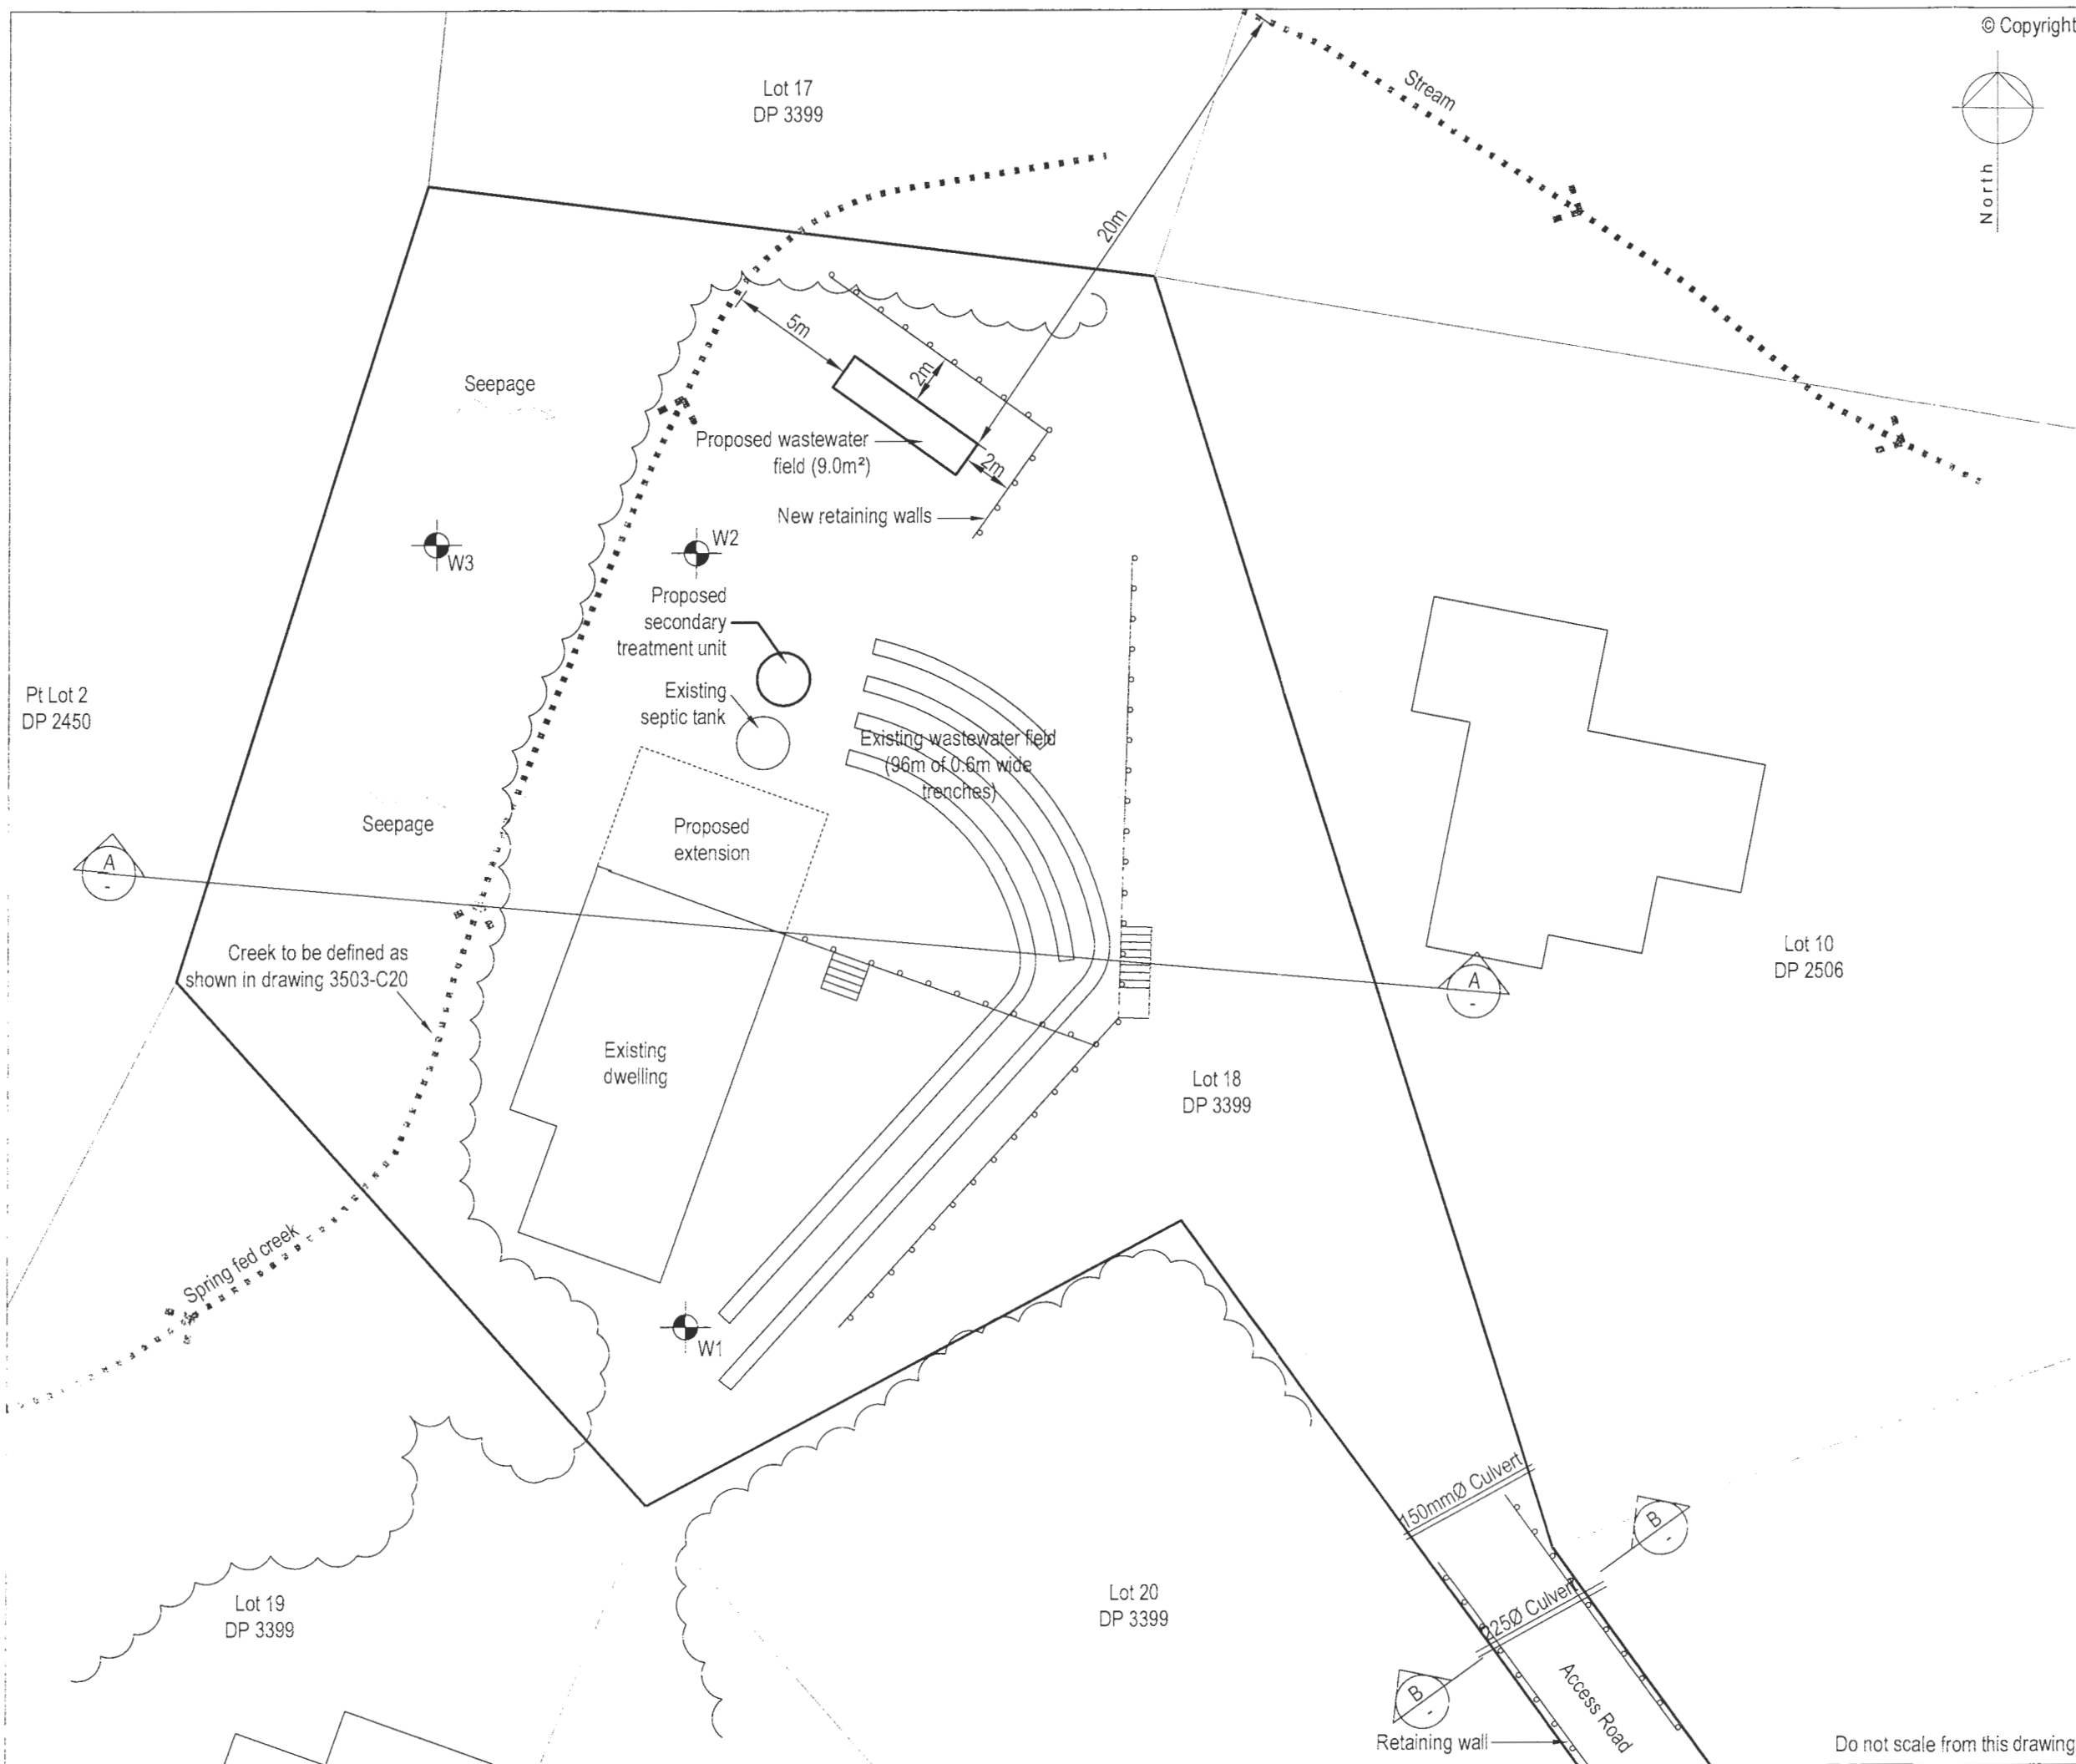 © Copyright
Lot 17
DP 3399
Stream
North
20m
5m
2m
Seepage
Proposed wastewater
field (9.0m²)
2m
New retaining walls
W2
W3
Proposed
secondary
treatment unit
Existing
septic tank
Pt Lot 2
DP 2450
Existing wastewater field
(96m of 0.6m wide
trenches)
Seepage
Proposed
extension
A
-
Creek to be defined as
shown in drawing 3503-C20
Lot 10
DP 2506
A
-
Existing
dwelling
Lot 18
DP 3399
Spring fed creek
W1
150mmØ Culvert
B
-
Lot 19
DP 3399
Lot 20
DP 3399
Culvert
B
-
Access Road
Retaining wall
Do not scale from this drawing